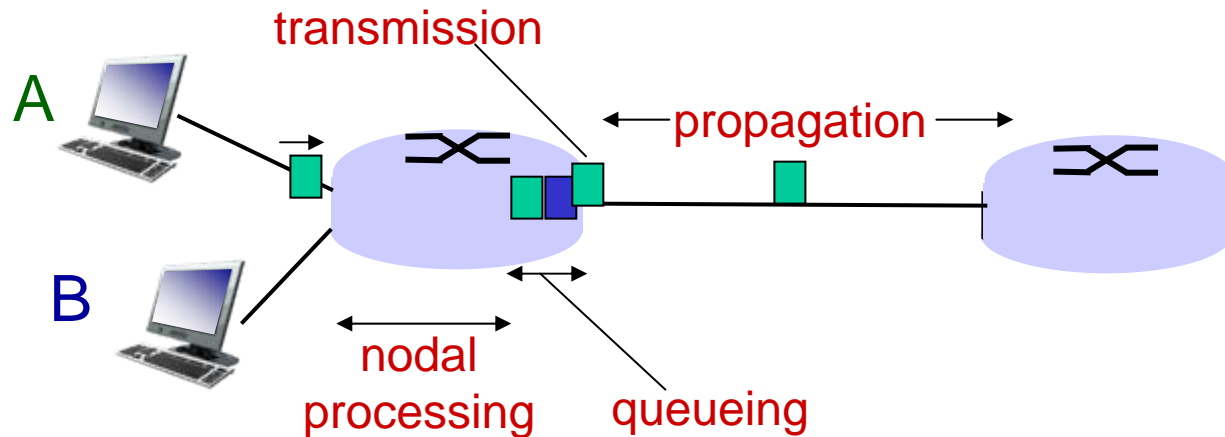 transmission
A
propagation
B
nodal
processing
queueing